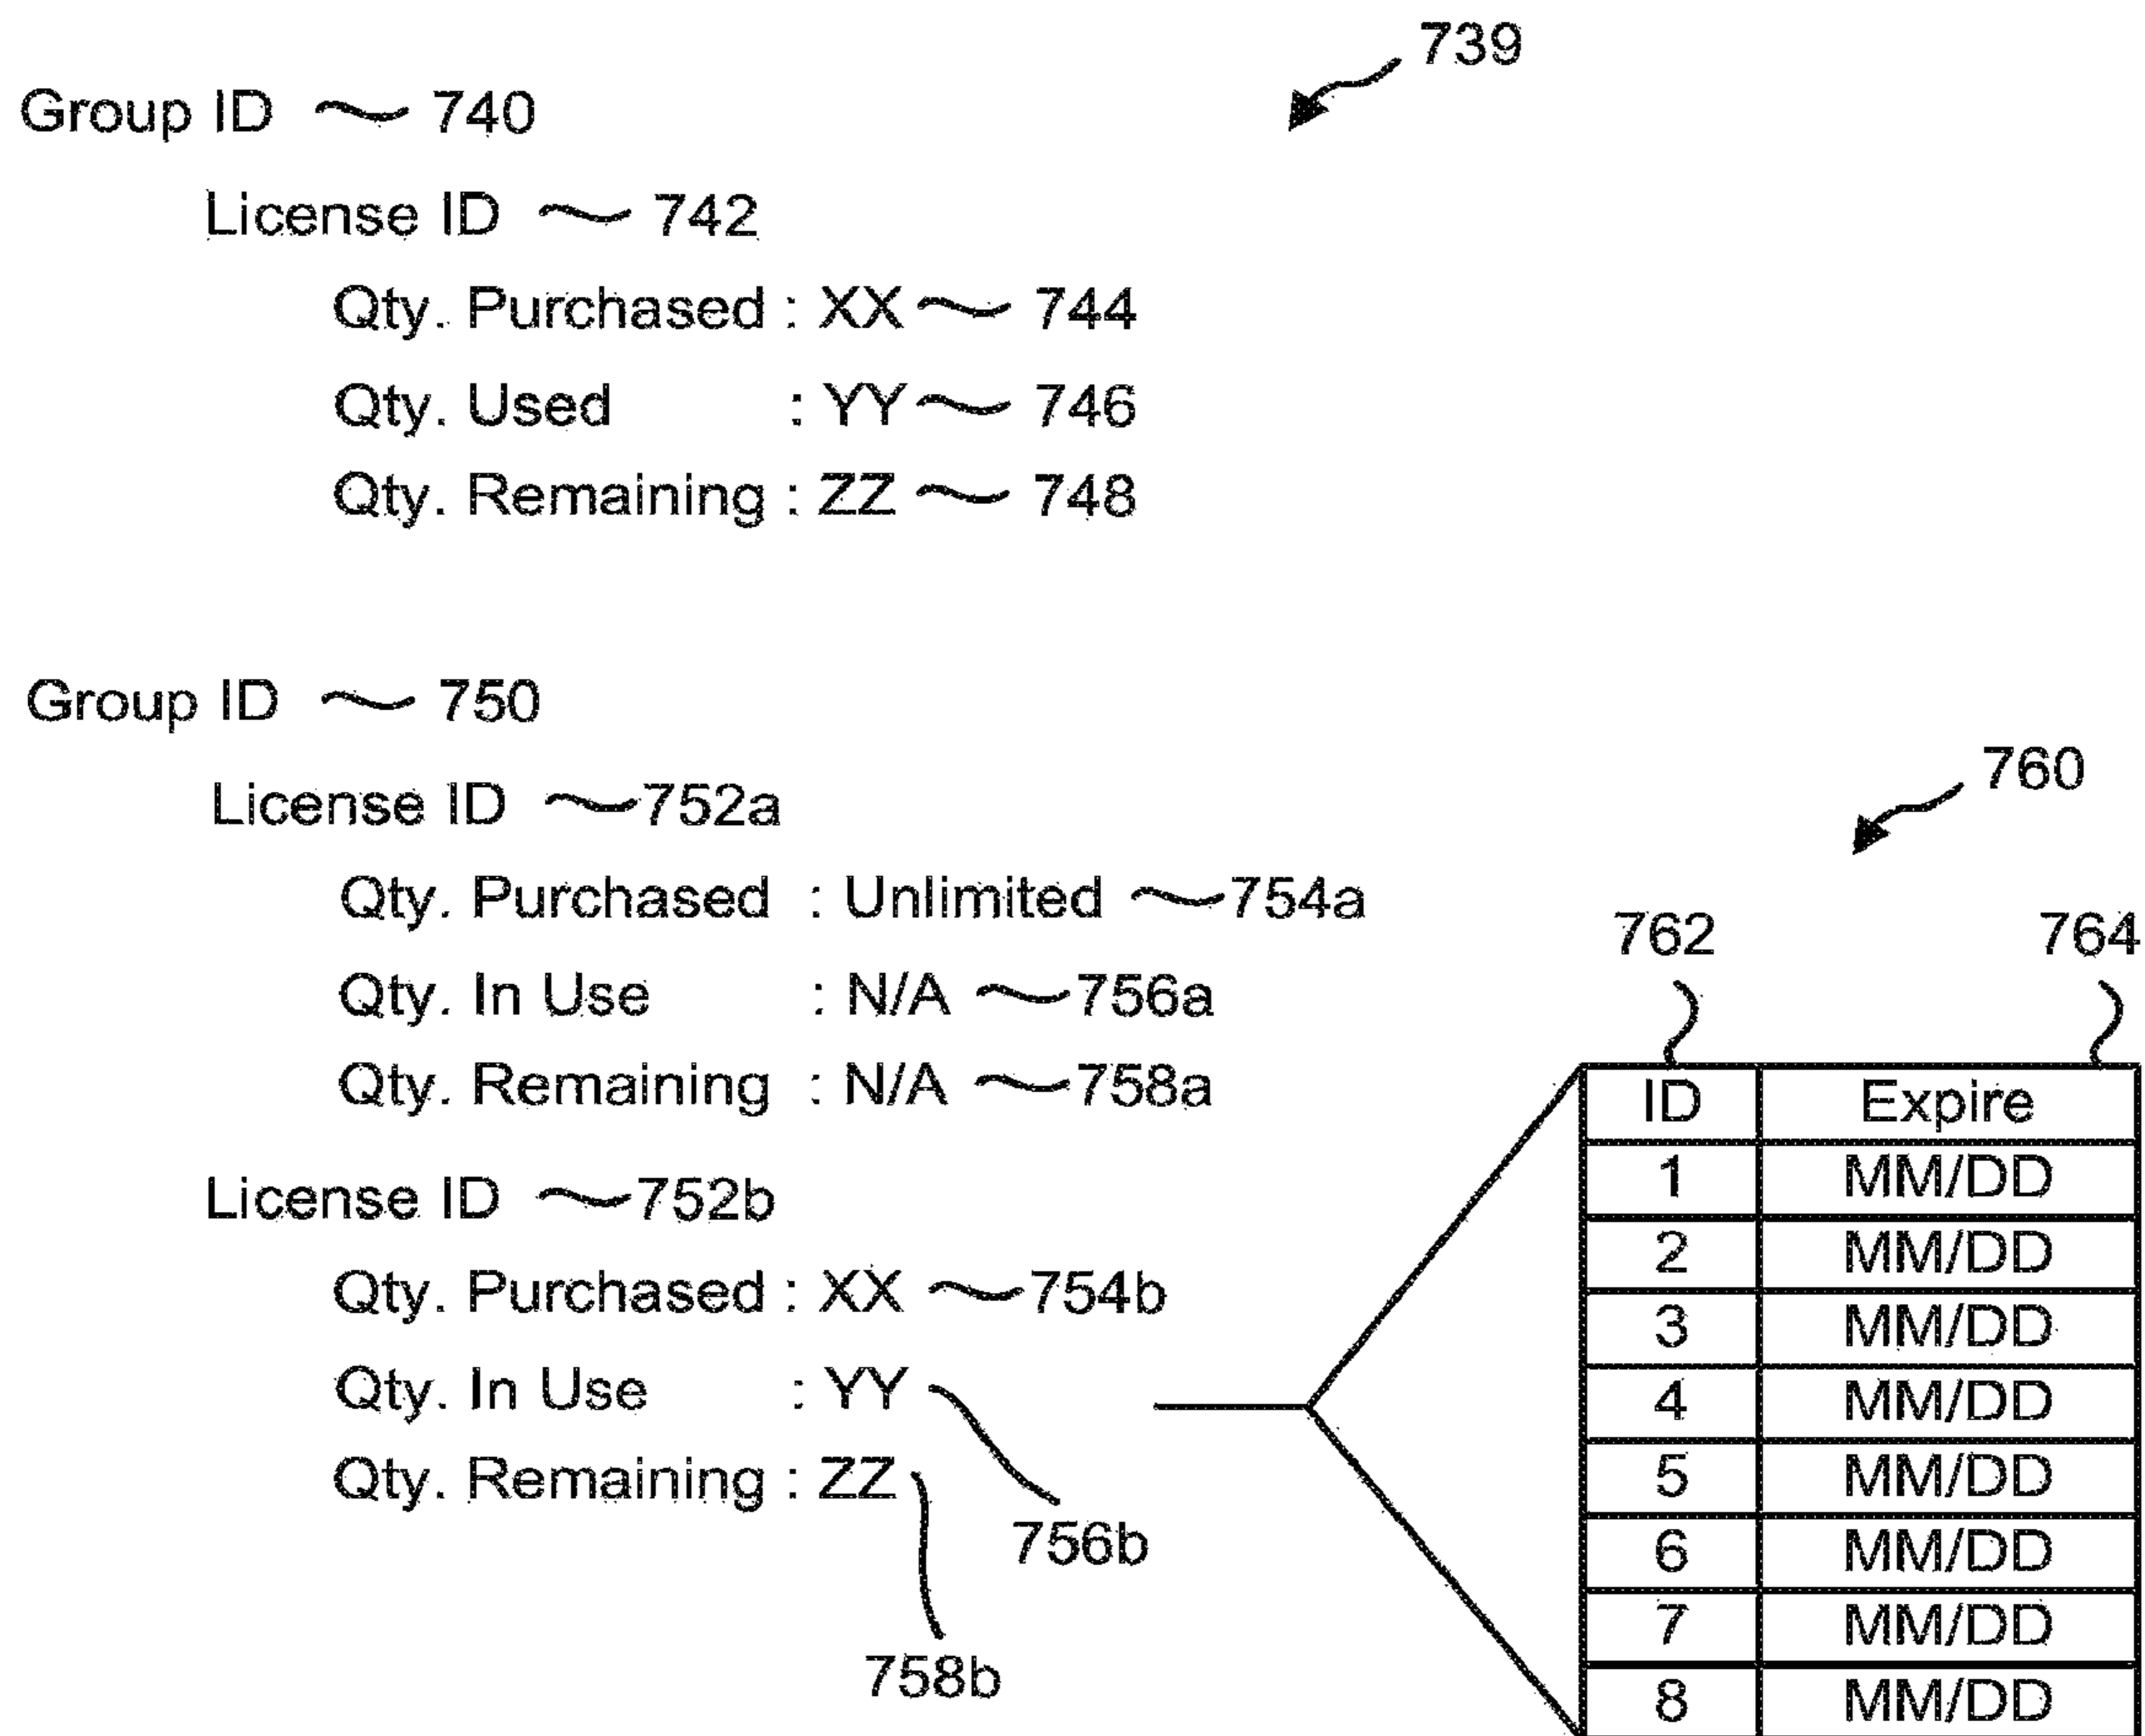 739
Group ID 740
License ID 742
Qty. Purchased : XX 744
Qty. Used : YY 746
Qty. Remaining : ZZ 748
Group ID 750
License ID 752a
Qty. Purchased : Unlimited 754a
Qty. In Use : N/A 756a
Qty. Remaining : N/A 758a
License ID 752b
Qty. Purchased : XX 754b
Qty. In Use : YY
756b
Qty. Remaining : ZZ
758b
760
762 764
ID Expire
1 MM/DD
2 MM/DD
3 MM/DD
4 MM/DD
5 MM/DD
6 MM/DD
7 MM/DD
8 MM/DD